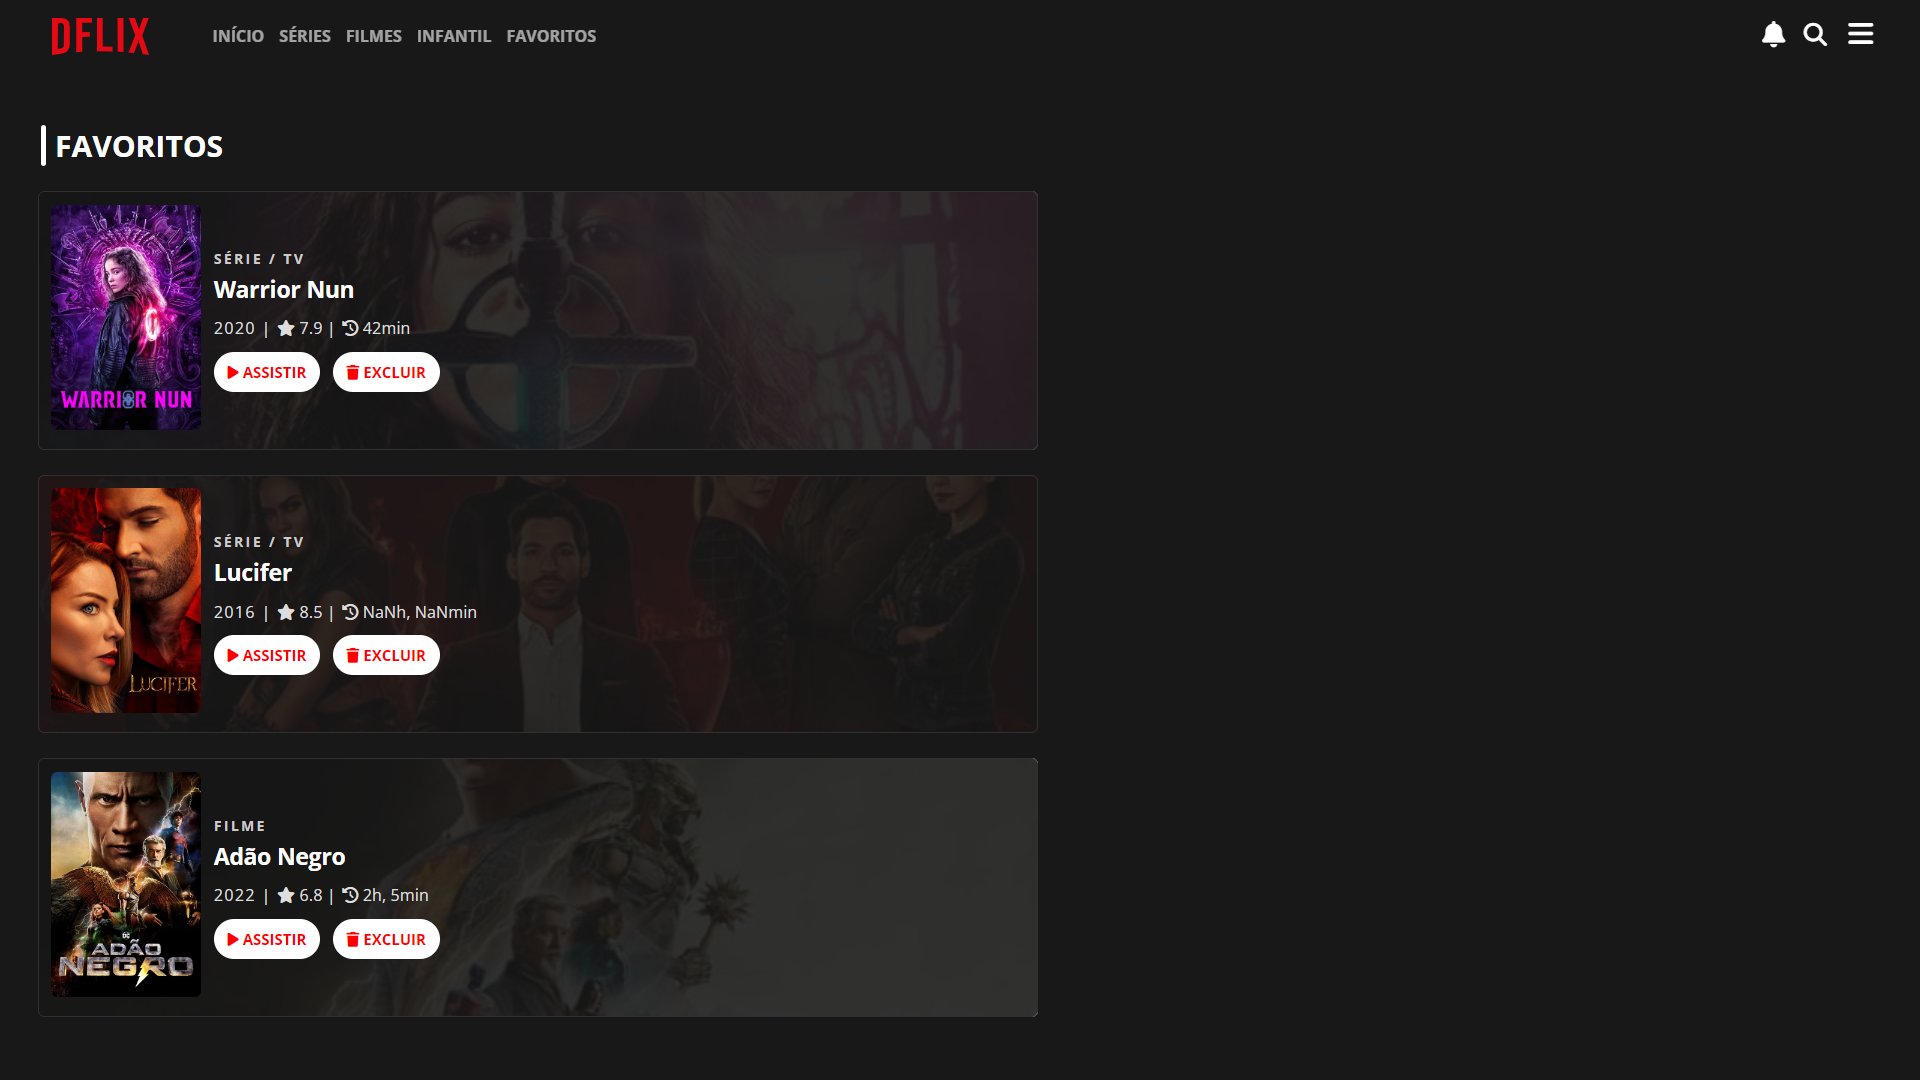 DFLIX
INÍCIO SÉRIES FILMES INFANTIL FAVORITOS
FAVORITOS
WARRIOR NUN
SÉRIE / TV
Warrior Nun
2020 | 7.9 | 42min
ASSISTIR EXCLUIR
LUCIFER
SÉRIE / TV
Lucifer
2016 | 8.5 | NaNh, NaNmin
ASSISTIR EXCLUIR
DC
ADÃO
NEGRO
FILME
Adão Negro
2022 | 6.8 | 2h, 5min
ASSISTIR EXCLUIR